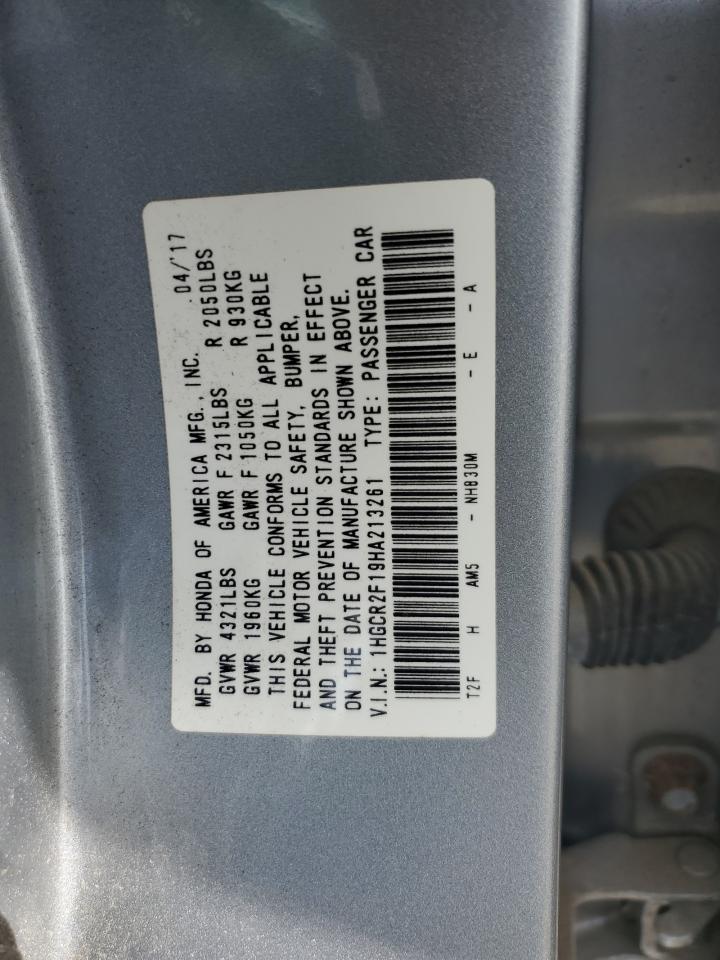 MFD. BY HONDA OF AMERICA MFG., INC. 04/'17
GVWR 4321LBS GAWR F 2315LBS R 2050LBS
GVWR 1960KG GAWR F 1050KG R 930KG
THIS VEHICLE CONFORMS TO ALL APPLICABLE
FEDERAL MOTOR VEHICLE SAFETY, BUMPER,
AND THEFT PREVENTION STANDARDS IN EFFECT
ON THE DATE OF MANUFACTURE SHOWN ABOVE.
V.I.N.: 1HGCR2F19HA213261 TYPE: PASSENGER CAR
T2F H AM5 - NH830M - E - A